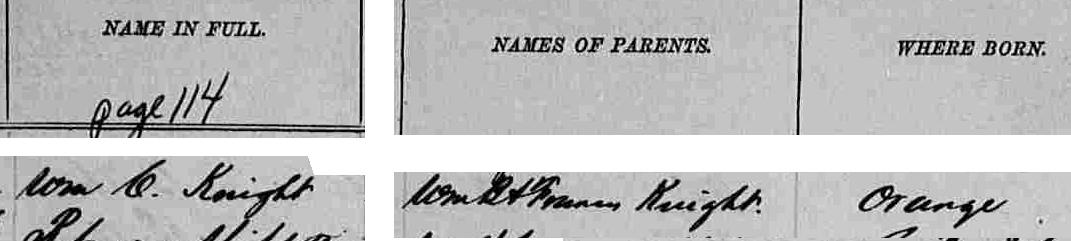 NAME IN FULL.
NAMES OF PARENTS.
WHERE BORN.
page 114
Wm C. Knight
Wm B & Frances Knight.
Orange